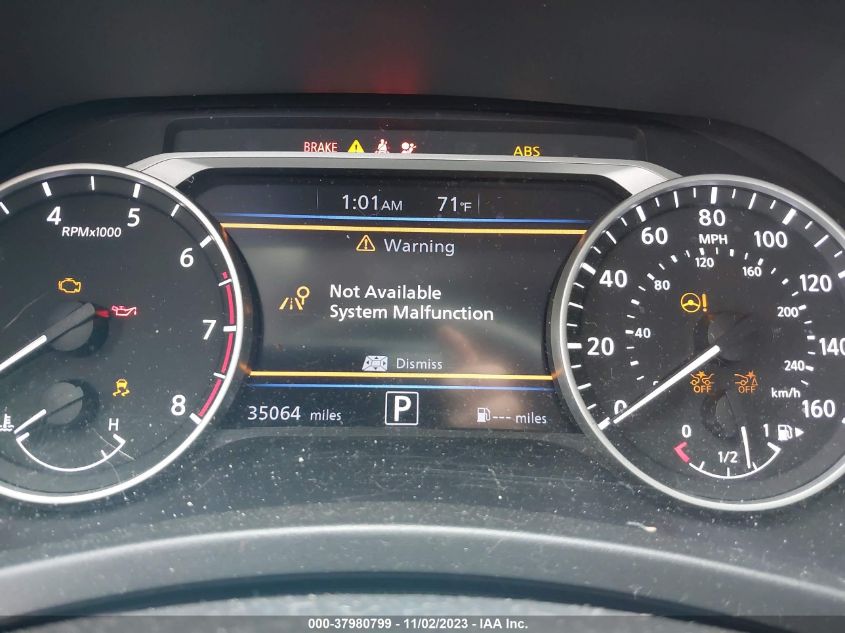 BRAKE ABS
1:01AM 71°F
Warning
Not Available
System Malfunction
Dismiss
35064 miles P --- miles
4 5 6 7 8
RPMx1000
H
0 20 40 60 80 100 120 140 160
MPH
40 80 120 160 200 240
km/h
OFF OFF
0 1/2 1
000-37980799 - 11/02/2023 - IAA Inc.